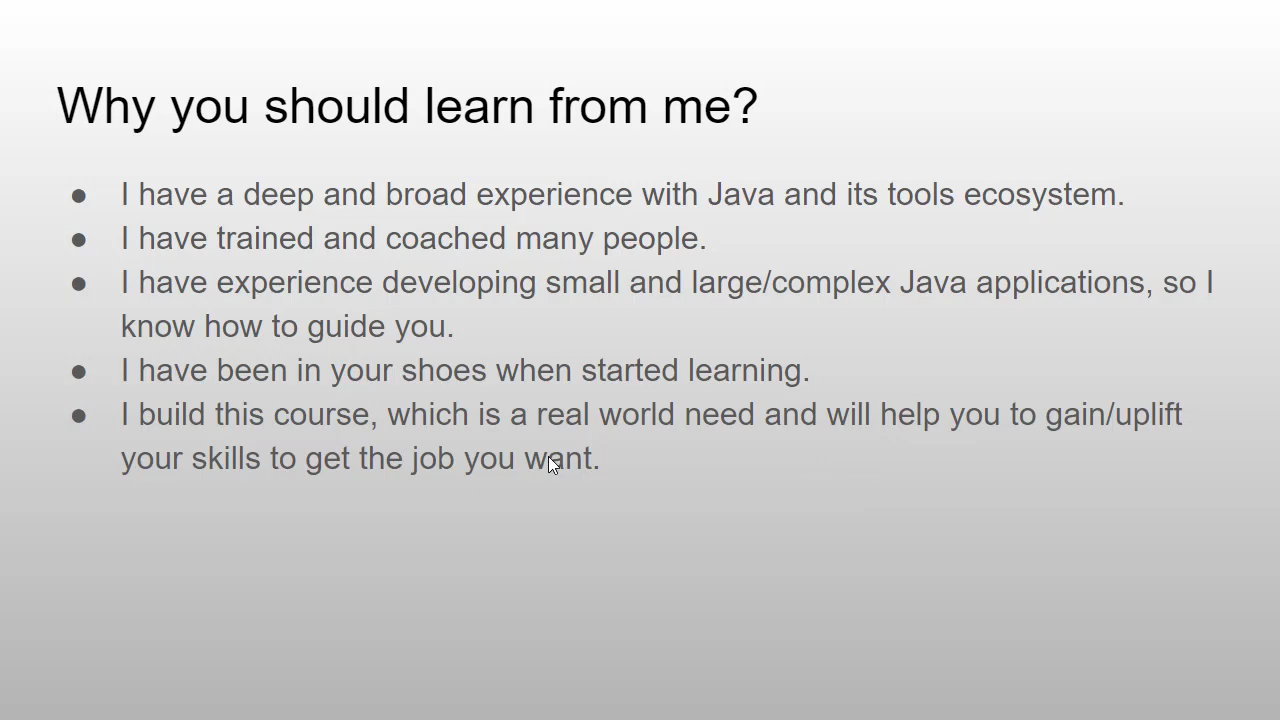 Why you should learn from me?
● I have a deep and broad experience with Java and its tools ecosystem.
● I have trained and coached many people.
● I have experience developing small and large/complex Java applications, so I
know how to guide you.
● I have been in your shoes when started learning.
● I build this course, which is a real world need and will help you to gain/uplift
your skills to get the job you want.